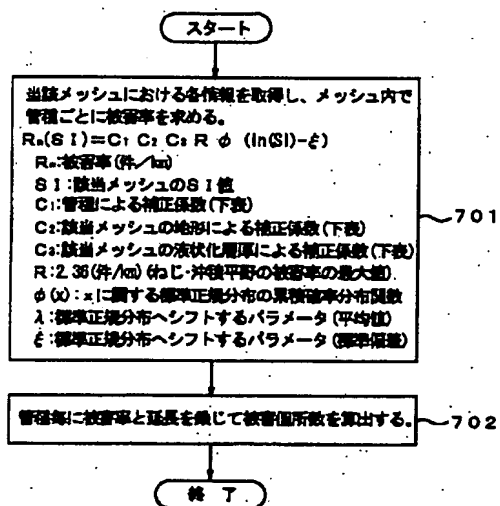 スタート
当該メッシュにおける各情報を取得し、メッシュ内で
管種ごとに被害率を求める。
Rm(SI)=C1 C2 C3 R φ (ln(SI)-ξ)
Rm:被害率(件/km)
SI:該当メッシュのSI値
C1:管種による補正係数(下表)
C2:該当メッシュの地形による補正係数(下表)
C3:該当メッシュの液状化層厚による補正係数(下表)
R:2.36(件/km)(ねじ・沖積平野の被害率の最大値)
φ(x):xに関する標準正規分布の累積確率分布関数
λ:標準正規分布へシフトするパラメータ(平均値)
ξ:標準正規分布へシフトするパラメータ(標準偏差)
701
管種毎に被害率と延長を乗じて被害個所数を算出する。
702
終了